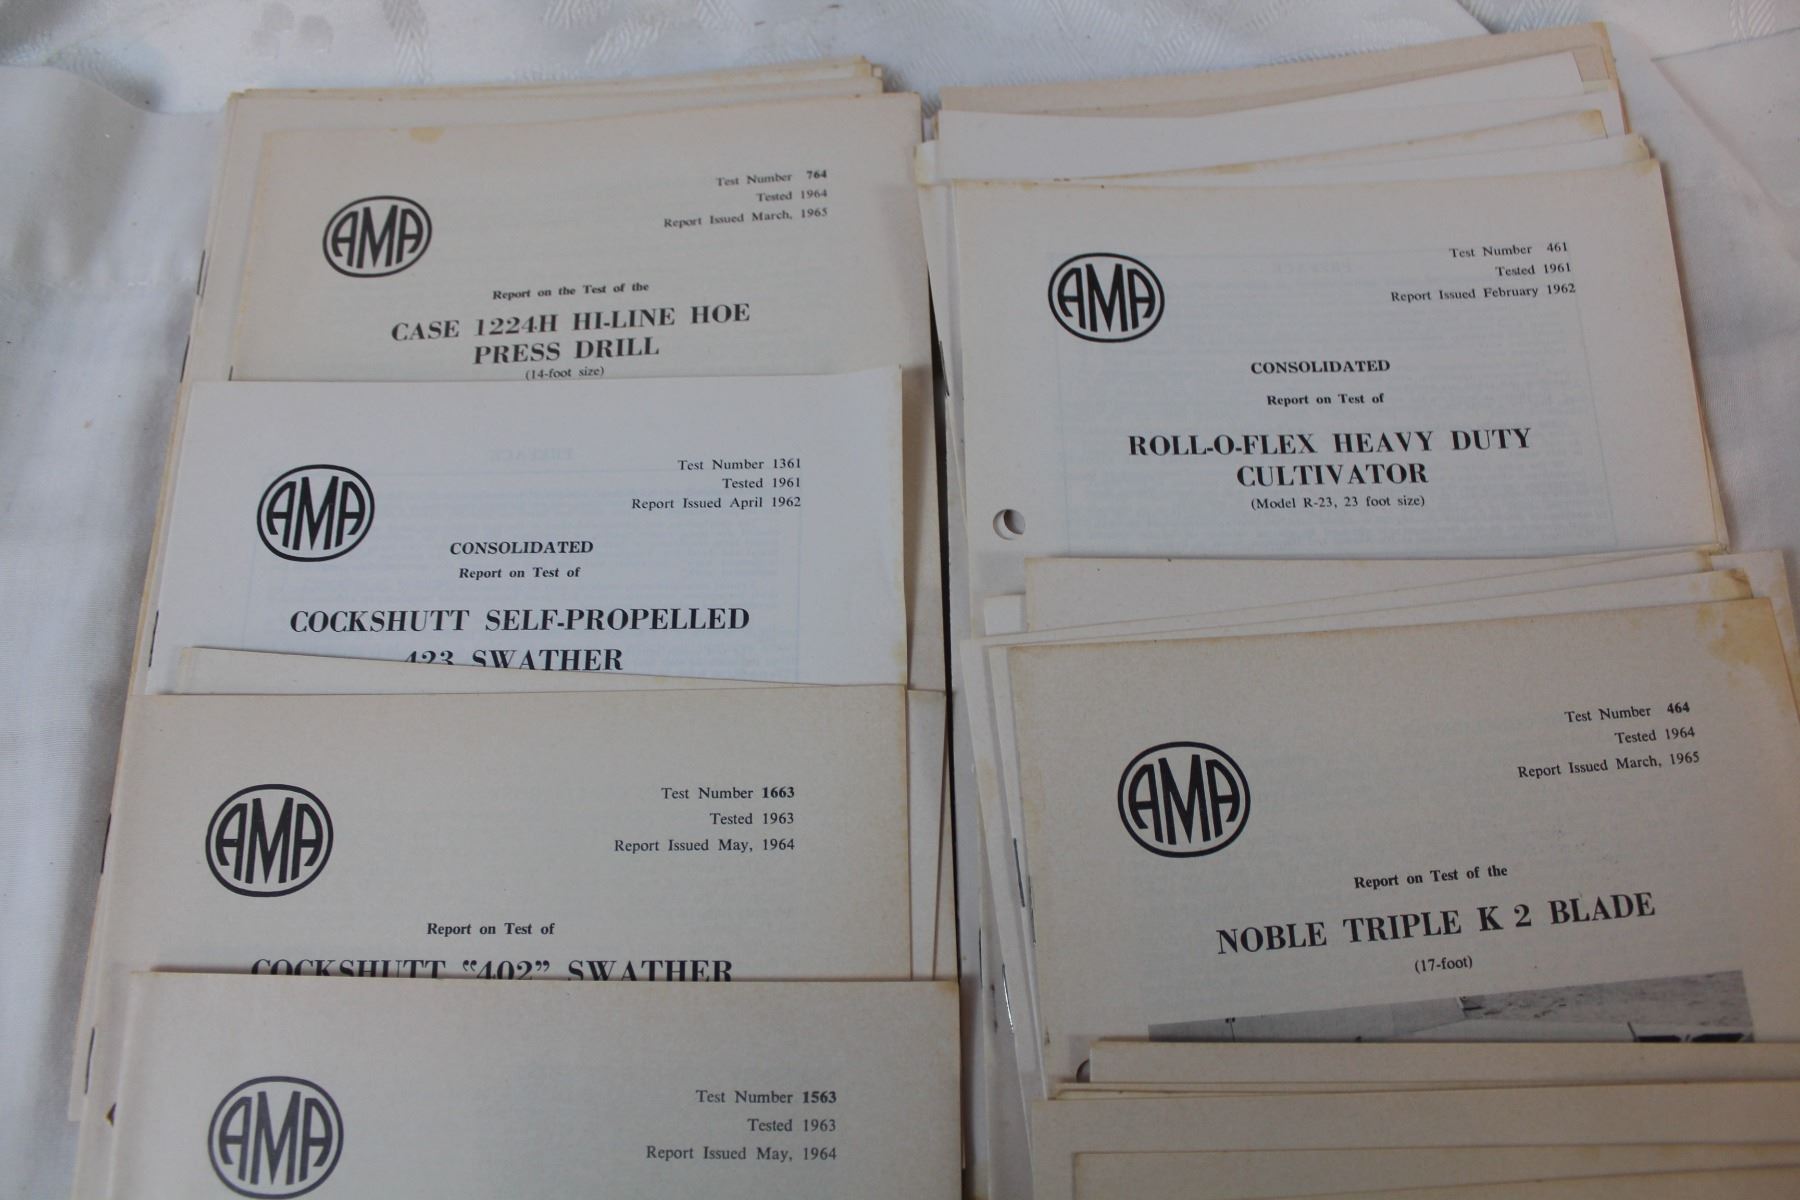 AMA
Test Number 764
Tested 1964
Report Issued March, 1965
Report on the Test of the
CASE 1224H HI-LINE HOE
PRESS DRILL
(14-foot size)
AMA
Test Number 1361
Tested 1961
Report Issued April 1962
CONSOLIDATED
Report on Test of
COCKSHUTT SELF-PROPELLED
423 SWATHER
AMA
Test Number 1663
Tested 1963
Report Issued May, 1964
Report on Test of
COCKSHUTT "402" SWATHER
AMA
Test Number 1563
Tested 1963
Report Issued May, 1964
AMA
Test Number 461
Tested 1961
Report Issued February 1962
CONSOLIDATED
Report on Test of
ROLL-O-FLEX HEAVY DUTY
CULTIVATOR
(Model R-23, 23 foot size)
AMA
Test Number 464
Tested 1964
Report Issued March, 1965
Report on Test of the
NOBLE TRIPLE K 2 BLADE
(17-foot)